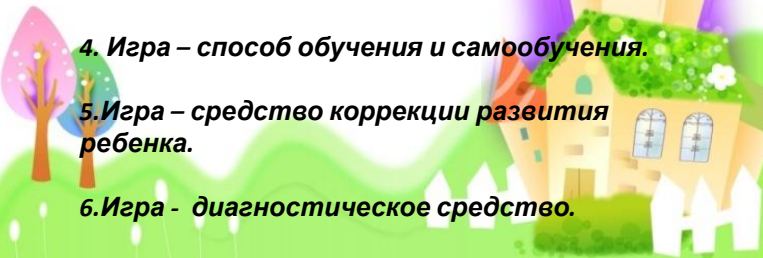 4. Игра – способ обучения и самообучения.
5.Игра – средство коррекции развития
ребенка.
6.Игра - диагностическое средство.